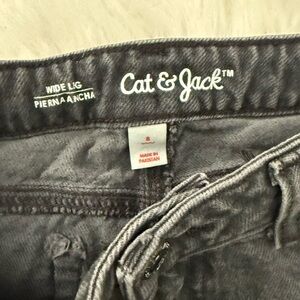 WIDE LEG
PIERNA ANCHA
Cat & Jack™
8
MADE IN
PAKISTAN